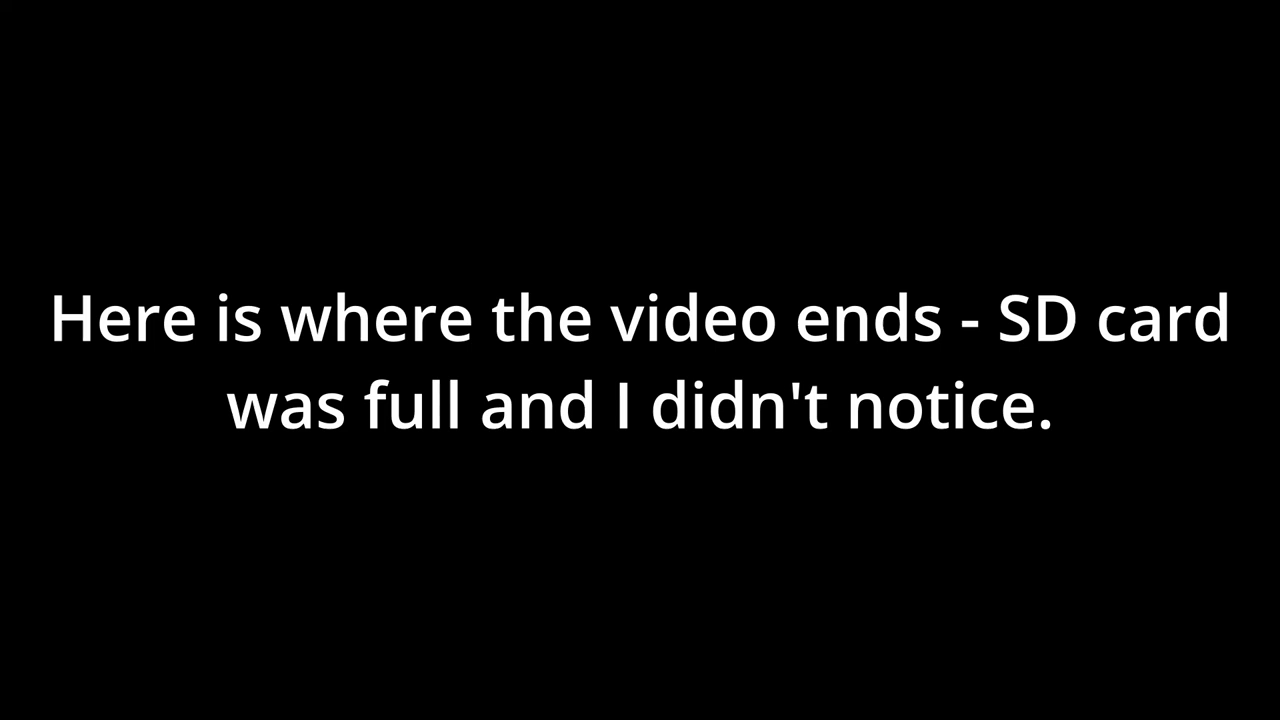 Here is where the video ends - SD card
was full and I didn't notice.